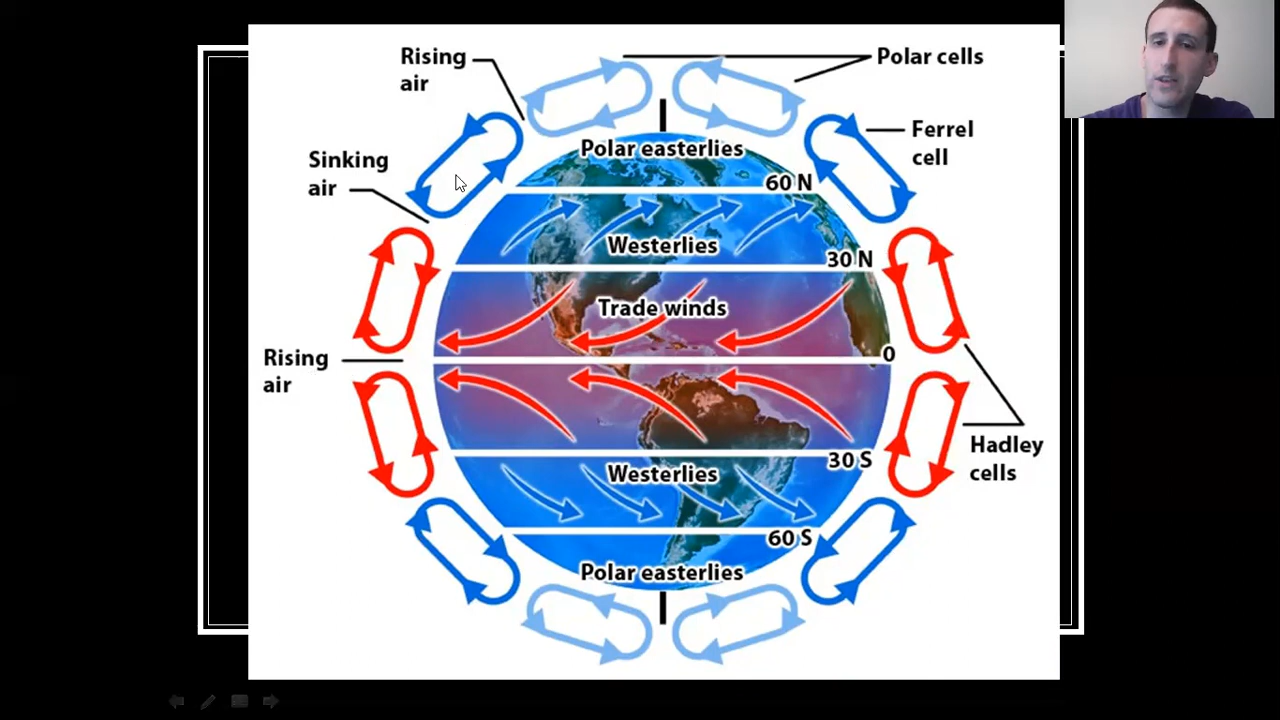 Rising
air
Polar cells
Ferrel
cell
Polar easterlies
Sinking
air
60 N
Westerlies
30 N
Trade winds
Rising
air
0
Hadley
cells
30 S
Westerlies
60 S
Polar easterlies